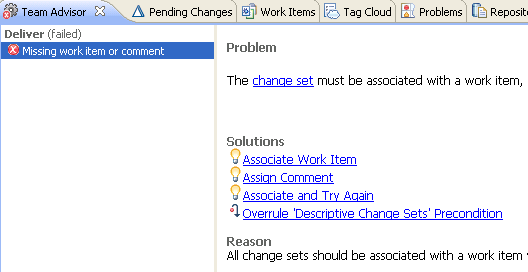 Team Advisor
Pending Changes
Work Items
Tag Cloud
Problems
Reposit
Deliver (failed)
Missing work item or comment
Problem
The change set must be associated with a work item,
Solutions
Associate Work Item
Assign Comment
Associate and Try Again
Overrule 'Descriptive Change Sets' Precondition
Reason
All change sets should be associated with a work item